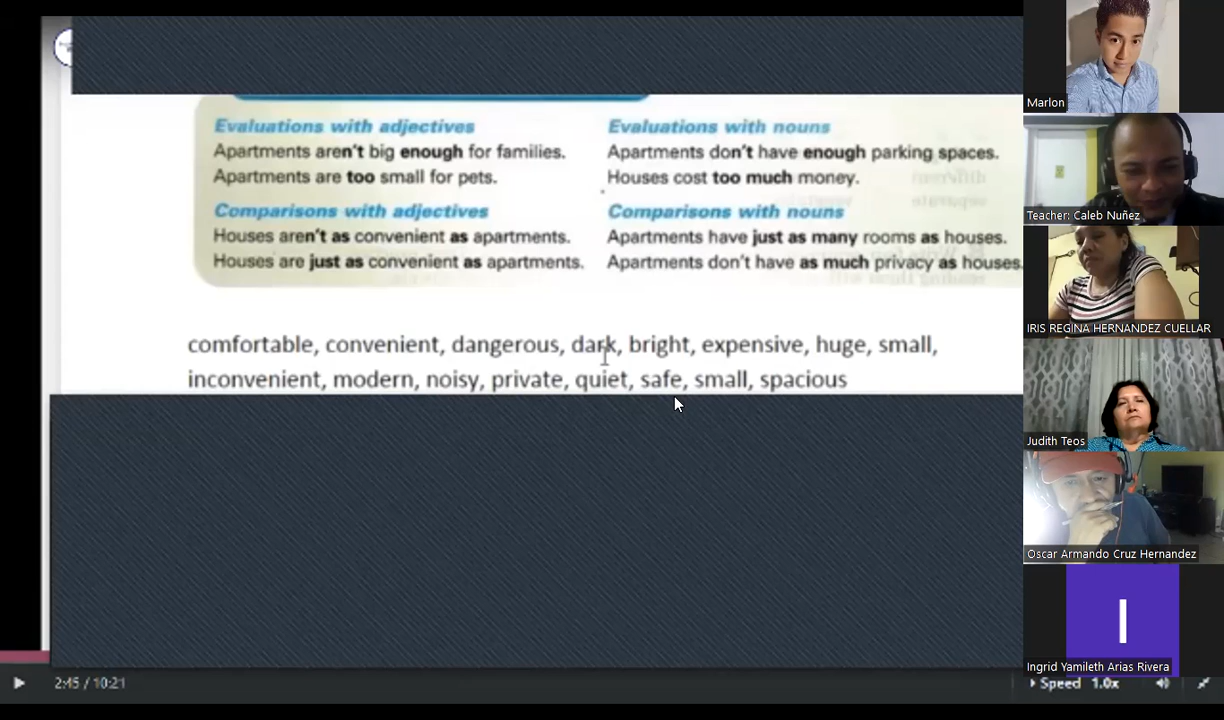 Evaluations with adjectives
Apartments aren't big enough for families.
Apartments are too small for pets.
Evaluations with nouns
Apartments don't have enough parking spaces.
Houses cost too much money.
Comparisons with adjectives
Houses aren't as convenient as apartments.
Houses are just as convenient as apartments.
Comparisons with nouns
Apartments have just as many rooms as houses.
Apartments don't have as much privacy as houses.
comfortable, convenient, dangerous, dark, bright, expensive, huge, small,
inconvenient, modern, noisy, private, quiet, safe, small, spacious
2:45 / 10:21
Speed 1.0x
Marlon
Teacher: Caleb Nuñez
IRIS REGINA HERNANDEZ CUELLAR
Judith Teos
Oscar Armando Cruz Hernandez
I
Ingrid Yamileth Arias Rivera